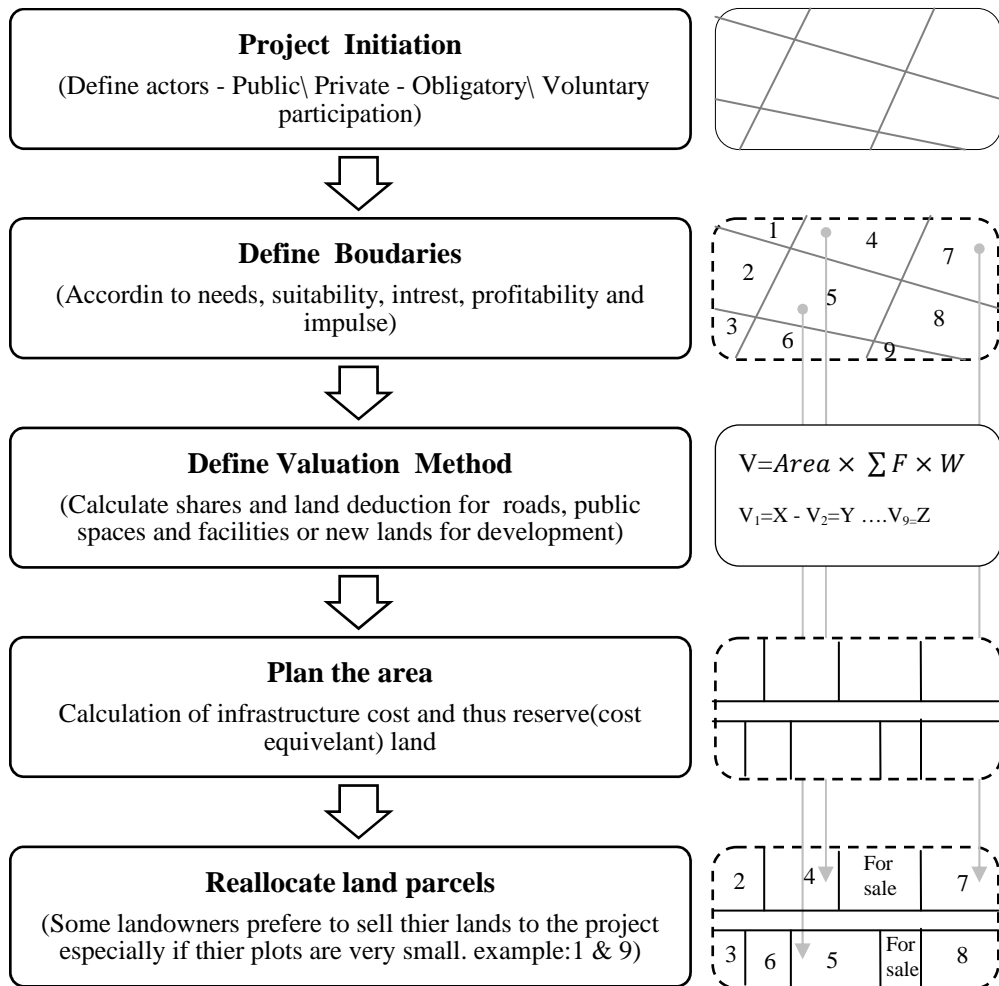 Project Initiation
(Define actors - Public\ Private - Obligatory\ Voluntary
participation)
Define Boudaries
(Accordin to needs, suitability, intrest, profitability and
impulse)
1
4
7
2
5
8
3
6
9
Define Valuation Method
(Calculate shares and land deduction for roads, public
spaces and facilities or new lands for development)
V=Area × ∑ F × W
V₁=X - V₂=Y ….V₉₌Z
Plan the area
Calculation of infrastructure cost and thus reserve(cost
equivelant) land
Reallocate land parcels
(Some landowners prefere to sell thier lands to the project
especially if thier plots are very small. example:1 & 9)
2
4
For
sale
7
3
6
5
For
sale
8